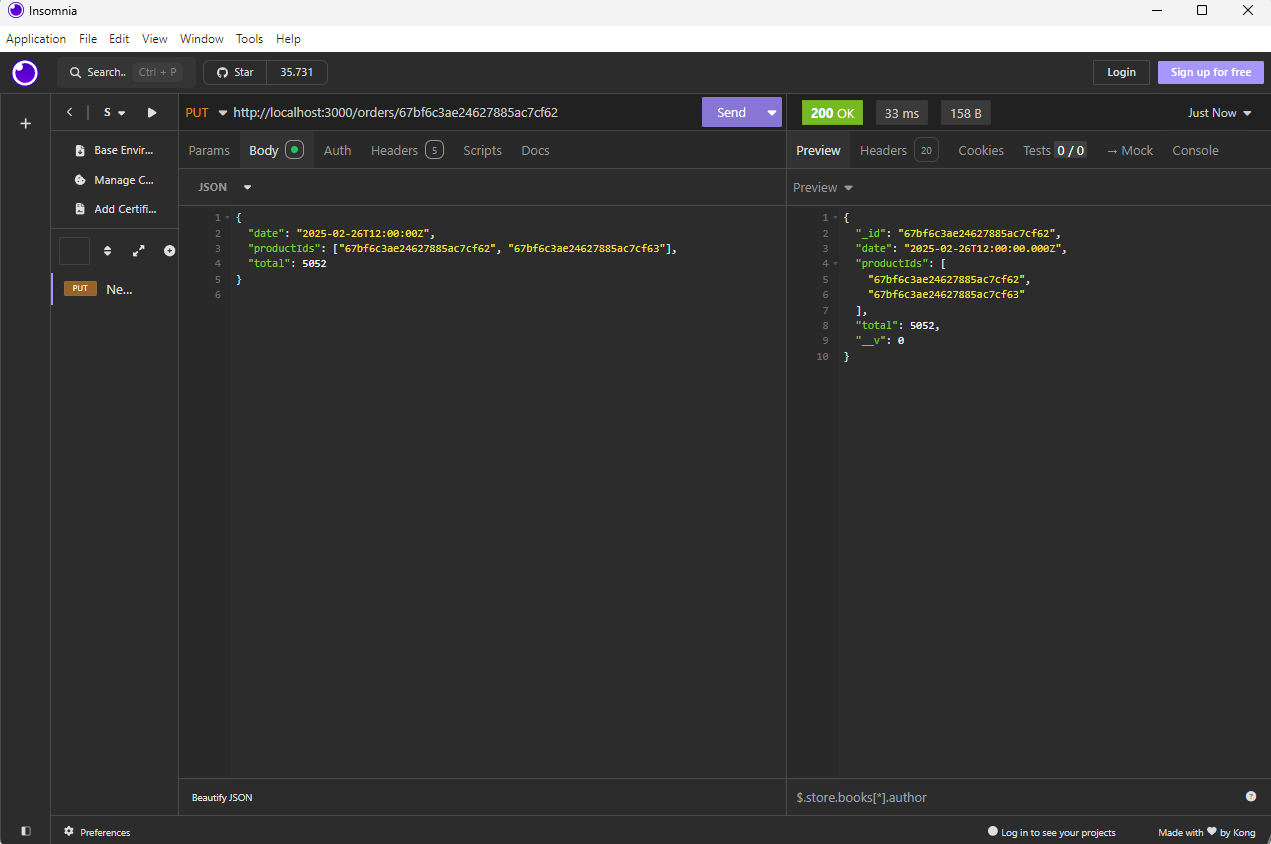 Insomnia
Application File Edit View Window Tools Help
Search.. Ctrl + P Star 35.731 Login Sign up for free
S PUT http://localhost:3000/orders/67bf6c3ae24627885ac7cf62 Send 200 OK 33 ms 158 B Just Now
Base Envir...
Manage C...
Add Certifi...
PUT Ne...
Params Body Auth Headers 5 Scripts Docs
JSON
1 {
2 "date": "2025-02-26T12:00:00Z",
3 "productIds": ["67bf6c3ae24627885ac7cf62", "67bf6c3ae24627885ac7cf63"],
4 "total": 5052
5 }
6
Beautify JSON
Preview Headers 20 Cookies Tests 0 / 0 → Mock Console
Preview
1 {
2 "_id": "67bf6c3ae24627885ac7cf62",
3 "date": "2025-02-26T12:00:00.000Z",
4 "productIds": [
5 "67bf6c3ae24627885ac7cf62",
6 "67bf6c3ae24627885ac7cf63"
7 ],
8 "total": 5052,
9 "__v": 0
10 }
$.store.books[*].author
Preferences Log in to see your projects Made with ♥ by Kong